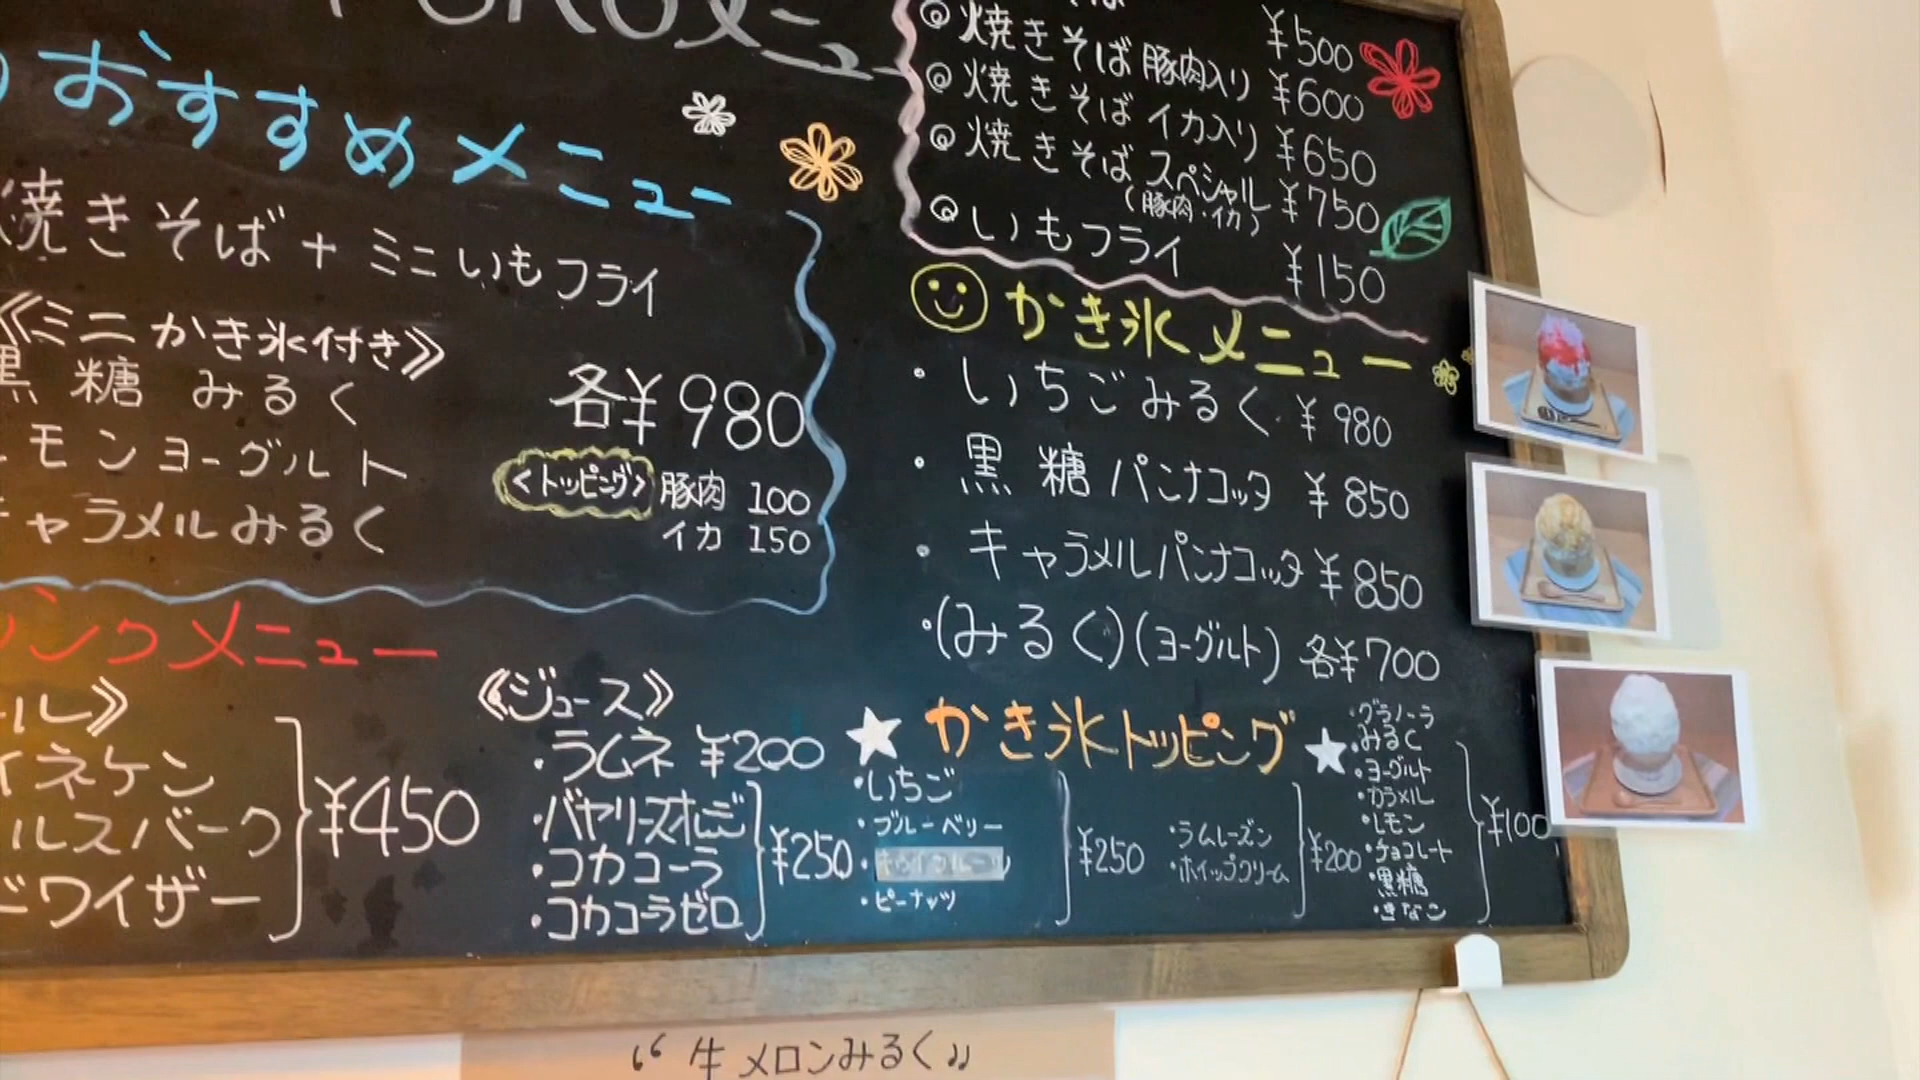 メニュー
おすすめメニュー
焼きそば+ミニいもフライ
《ミニかき氷付き》
黒糖みるく
レモンヨーグルト
キャラメルみるく
各¥980
<トッピング> 豚肉 100
イカ 150
¥500
◎焼きそば 豚肉入り ¥600
◎焼きそば イカ入り ¥650
◎焼きそば スペシャル ¥750
(豚肉・イカ)
◎いもフライ ¥150
かき氷メニュー
・いちごみるく ¥980
・黒糖パンナコッタ ¥850
・キャラメルパンナコッタ ¥850
・(みるく)(ヨーグルト) 各¥700
ンクメニュー
ール》
イネケン
ルスバーク
ドワイザー
¥450
《ジュース》
・ラムネ ¥200
・バヤリースオレンジ
・コカコーラ
・コカコーラゼロ
¥250
★かき氷トッピング★
・いちご
・ブルーベリー
・ピーナッツ
¥250
・ラムレーズン
・ホイップクリーム
¥200
・グラノーラ
・みるく
・ヨーグルト
・カラメル
・レモン
・チョコレート
・黒糖
・きなこ
¥100
“生メロンみるく”